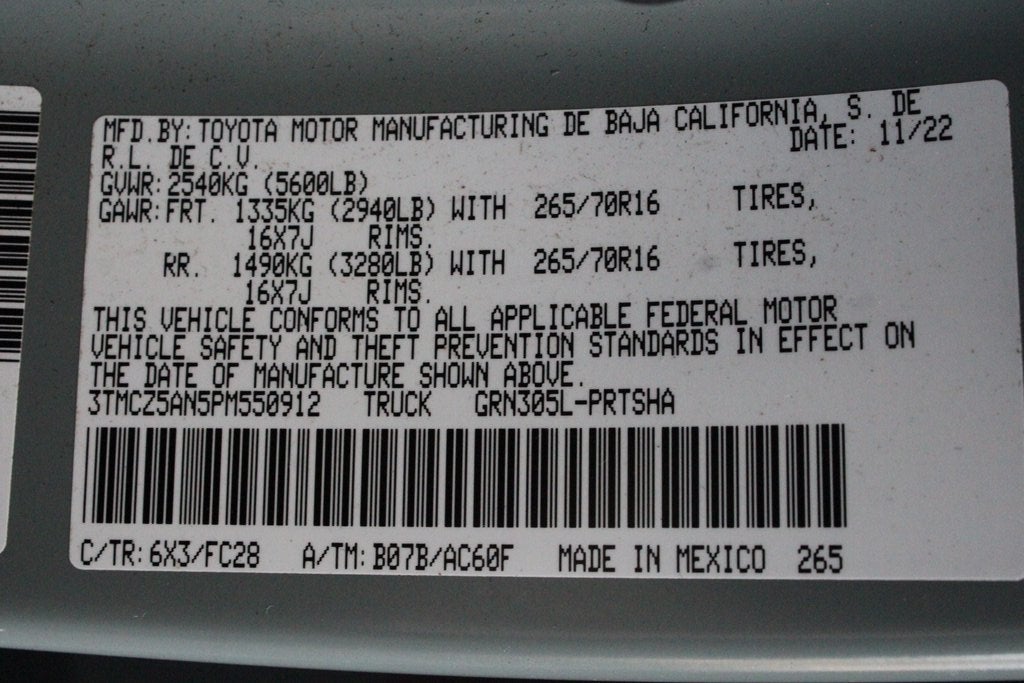 MFD.BY: TOYOTA MOTOR MANUFACTURING DE BAJA CALIFORNIA, S. DE
R.L. DE C.V. DATE: 11/22
GVWR: 2540KG (5600LB)
GAWR: FRT. 1335KG (2940LB) WITH 265/70R16 TIRES,
16X7J RIMS.
RR. 1490KG (3280LB) WITH 265/70R16 TIRES,
16X7J RIMS.
THIS VEHICLE CONFORMS TO ALL APPLICABLE FEDERAL MOTOR
VEHICLE SAFETY AND THEFT PREVENTION STANDARDS IN EFFECT ON
THE DATE OF MANUFACTURE SHOWN ABOVE.
3TMCZ5AN5PM550912 TRUCK GRN305L-PRTSHA
C/TR: 6X3/FC28 A/TM: B07B/AC60F MADE IN MEXICO 265